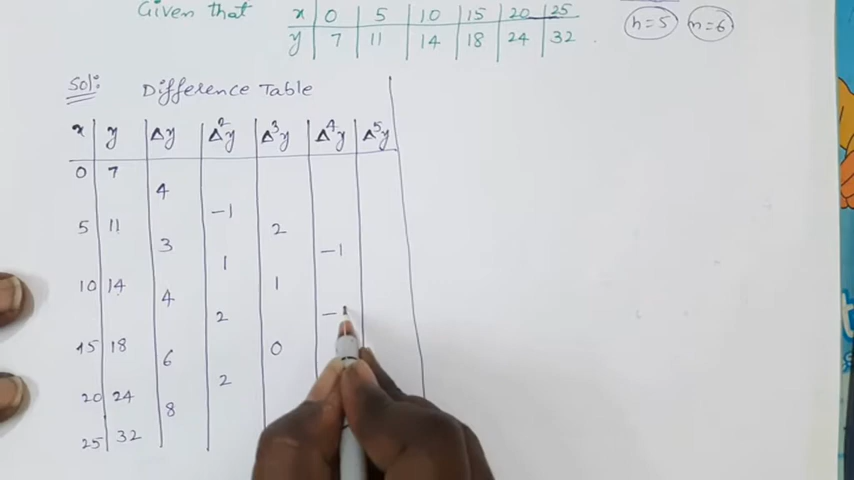 Given that x 0 5 10 15 20 25 h=5 n=6
y 7 11 14 18 24 32
Sol:
Difference Table
x y Δy Δ²y Δ³y Δ⁴y Δ⁵y
0 7
4
-1
5 11 2
3 -1
1
10 14 1
4
2 -1
15 18 0
6
2
20 24
8
25 32